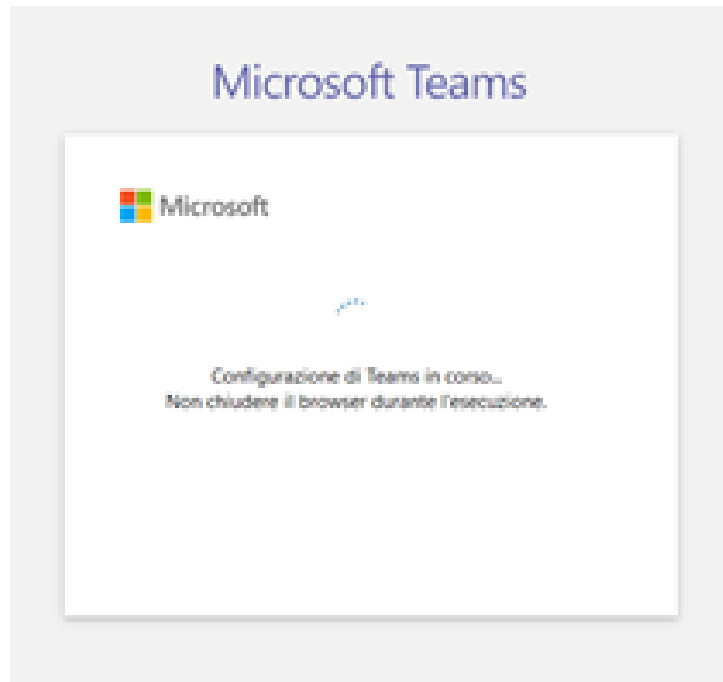 Microsoft Teams
Microsoft
Configurazione di Teams in corso...
Non chiudere il browser durante l'esecuzione.